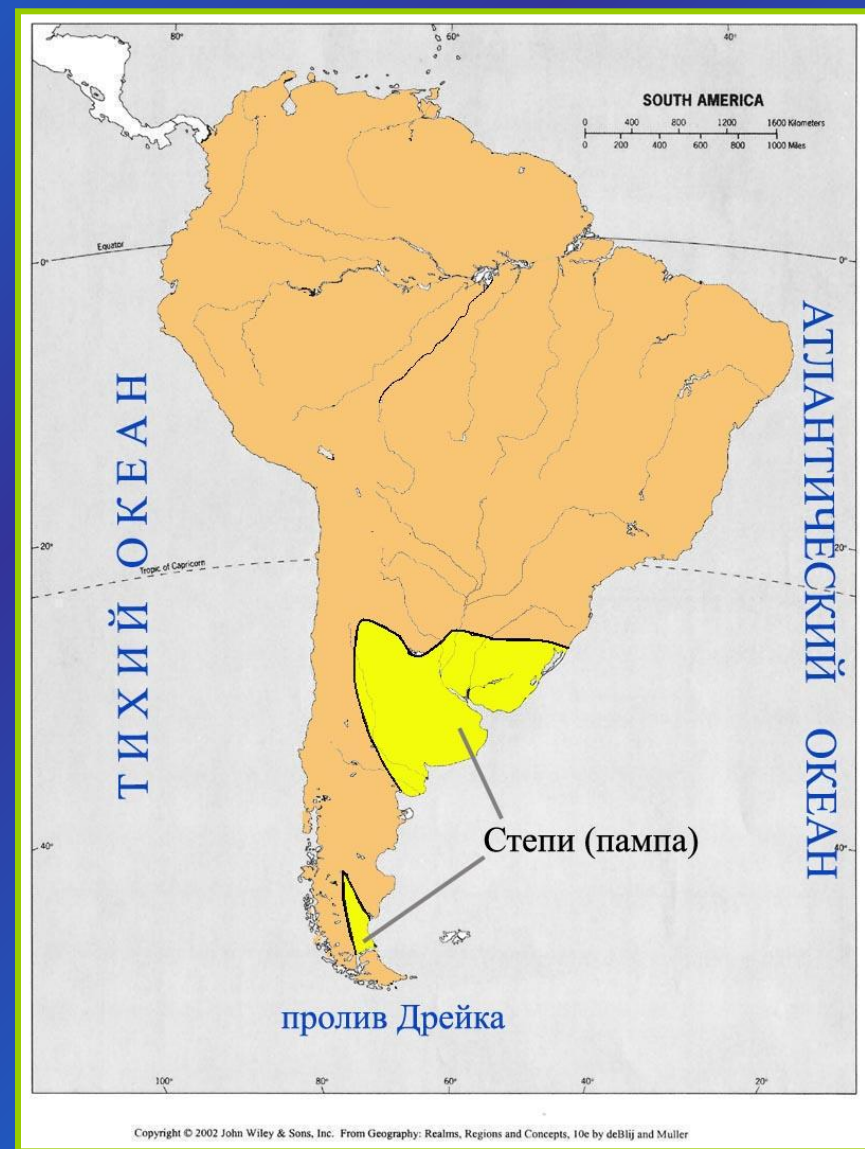 80°
60°
40°
SOUTH AMERICA
0 400 800 1200 1600 Kilometers
0 200 400 600 800 1000 Miles
Equator
0°
0°
ТИХИЙ ОКЕАН
АТЛАНТИЧЕСКИЙ ОКЕАН
20°
20°
Tropic of Capricorn
Степи (пампа)
40°
40°
пролив Дрейка
100°
80°
60°
40°
20°
Copyright © 2002 John Wiley & Sons, Inc. From Geography: Realms, Regions and Concepts, 10e by deBlij and Muller